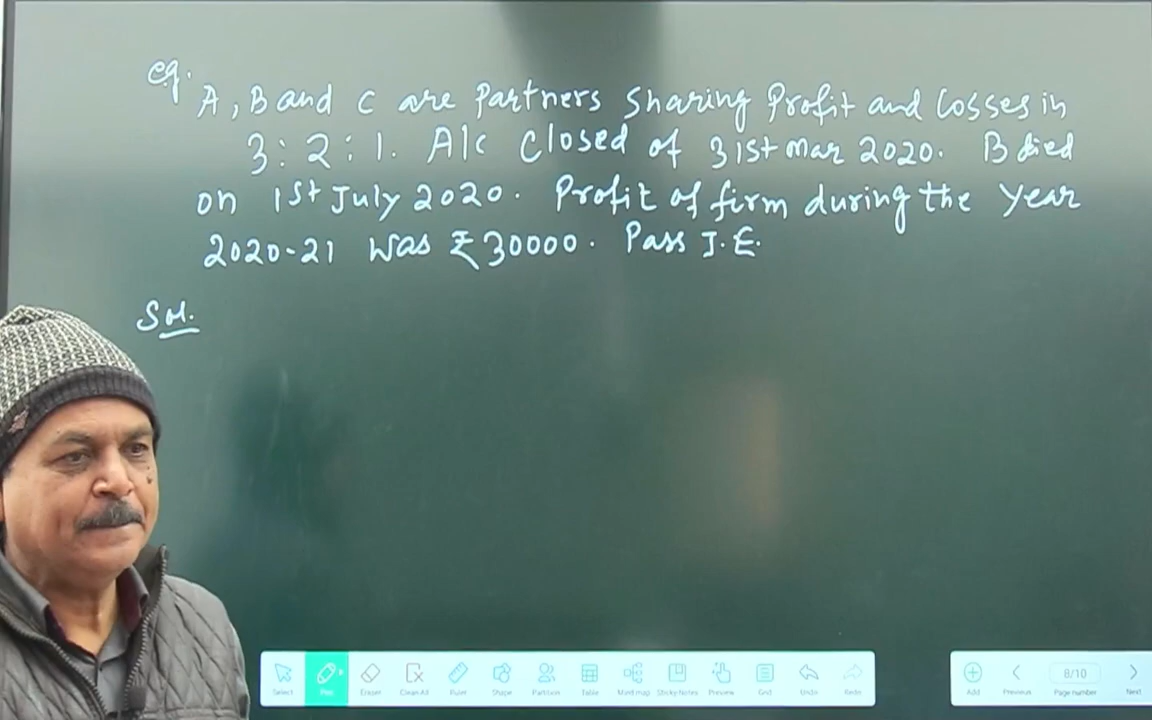 eg.
A, B and C are Partners Sharing Profit and losses in
3:2:1. A/c Closed of 31st Mar 2020. B died
on 1st July 2020. Profit of firm during the Year
2020-21 Was ₹30000. Pass J.E.
Sol.
Select Pen Eraser Clean All Ruler Shape Partition Table Mind map Sticky Notes Preview Grid Undo Redo
Add Previous 8/10 Page number Next